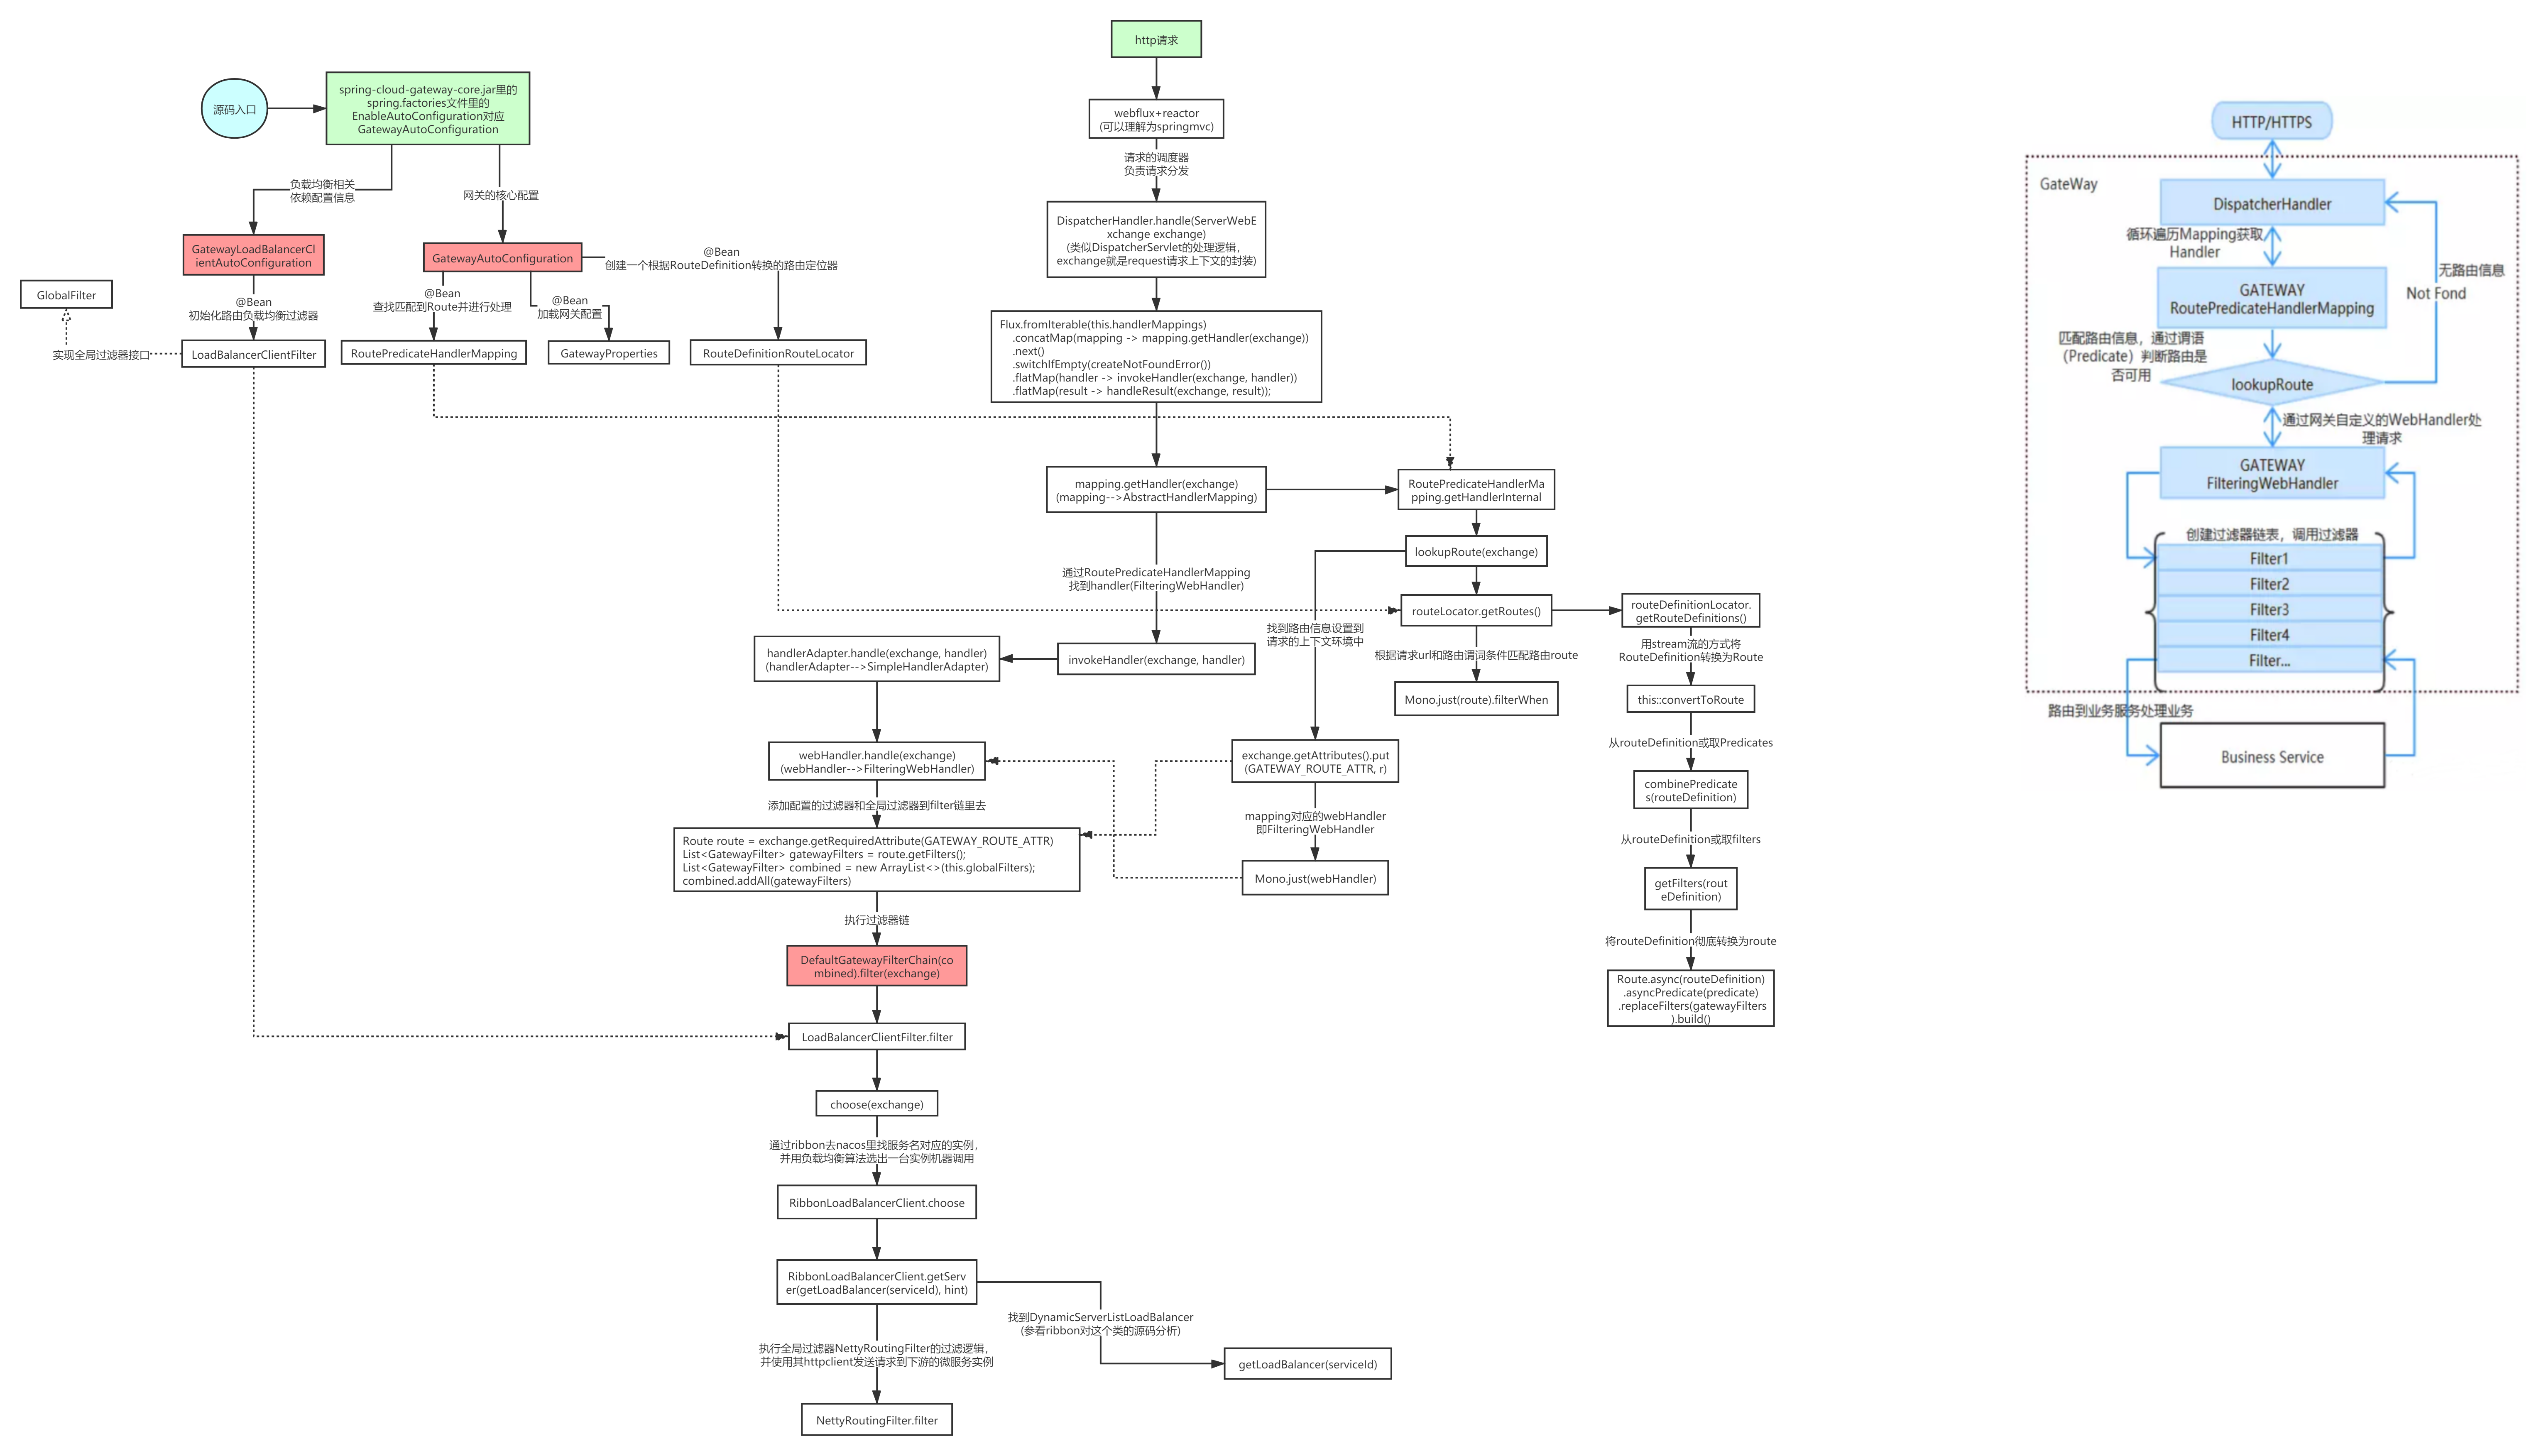 http请求
源码入口
spring-cloud-gateway-core.jar里的
spring.factories文件里的
EnableAutoConfiguration对应
GatewayAutoConfiguration
负载均衡相关
依赖配置信息
网关的核心配置
GatewayLoadBalancerCl
ientAutoConfiguration
GatewayAutoConfiguration
@Bean
创建一个根据RouteDefinition转换的路由定位器
GlobalFilter
@Bean
初始化路由负载均衡过滤器
@Bean
查找匹配到Route并进行处理
@Bean
加载网关配置
实现全局过滤器接口
LoadBalancerClientFilter
RoutePredicateHandlerMapping
GatewayProperties
RouteDefinitionRouteLocator
webflux+reactor
(可以理解为springmvc)
请求的调度器
负责请求分发
DispatcherHandler.handle(ServerWebE
xchange exchange)
(类似DispatcherServlet的处理逻辑,
exchange就是request请求上下文的封装)
Flux.fromIterable(this.handlerMappings)
.concatMap(mapping -> mapping.getHandler(exchange))
.next()
.switchIfEmpty(createNotFoundError())
.flatMap(handler -> invokeHandler(exchange, handler))
.flatMap(result -> handleResult(exchange, result));
mapping.getHandler(exchange)
(mapping-->AbstractHandlerMapping)
RoutePredicateHandlerMa
pping.getHandlerInternal
lookupRoute(exchange)
通过RoutePredicateHandlerMapping
找到handler(FilteringWebHandler)
routeLocator.getRoutes()
routeDefinitionLocator.
getRouteDefinitions()
找到路由信息设置到
请求的上下文环境中
根据请求url和路由谓词条件匹配路由route
用stream流的方式将
RouteDefinition转换为Route
handlerAdapter.handle(exchange, handler)
(handlerAdapter-->SimpleHandlerAdapter)
invokeHandler(exchange, handler)
Mono.just(route).filterWhen
this::convertToRoute
从routeDefinition或取Predicates
webHandler.handle(exchange)
(webHandler-->FilteringWebHandler)
exchange.getAttributes().put
(GATEWAY_ROUTE_ATTR, r)
combinePredicate
s(routeDefinition)
添加配置的过滤器和全局过滤器到filter链里去
mapping对应的webHandler
即FilteringWebHandler
从routeDefinition或取filters
Route route = exchange.getRequiredAttribute(GATEWAY_ROUTE_ATTR)
List<GatewayFilter> gatewayFilters = route.getFilters();
List<GatewayFilter> combined = new ArrayList<>(this.globalFilters);
combined.addAll(gatewayFilters)
Mono.just(webHandler)
getFilters(rout
eDefinition)
执行过滤器链
将routeDefinition彻底转换为route
DefaultGatewayFilterChain(co
mbined).filter(exchange)
Route.async(routeDefinition)
.asyncPredicate(predicate)
.replaceFilters(gatewayFilters
).build()
LoadBalancerClientFilter.filter
choose(exchange)
通过ribbon去nacos里找服务名对应的实例,
并用负载均衡算法选出一台实例机器调用
RibbonLoadBalancerClient.choose
RibbonLoadBalancerClient.getServ
er(getLoadBalancer(serviceId), hint)
找到DynamicServerListLoadBalancer
(参看ribbon对这个类的源码分析)
执行全局过滤器NettyRoutingFilter的过滤逻辑,
并使用其httpclient发送请求到下游的微服务实例
getLoadBalancer(serviceId)
NettyRoutingFilter.filter
HTTP/HTTPS
GateWay
DispatcherHandler
循环遍历Mapping获取
Handler
无路由信息
Not Fond
GATEWAY
RoutePredicateHandlerMapping
匹配路由信息，通过谓语
（Predicate）判断路由是
否可用
lookupRoute
通过网关自定义的WebHandler处
理请求
GATEWAY
FilteringWebHandler
创建过滤器链表，调用过滤器
Filter1
Filter2
Filter3
Filter4
Filter...
路由到业务服务处理业务
Business Service